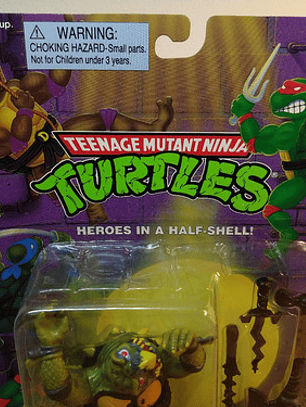 up.
WARNING:
CHOKING HAZARD-Small parts.
Not for Children under 3 years.
TEENAGE MUTANT NINJA
TURTLES
HEROES IN A HALF-SHELL!